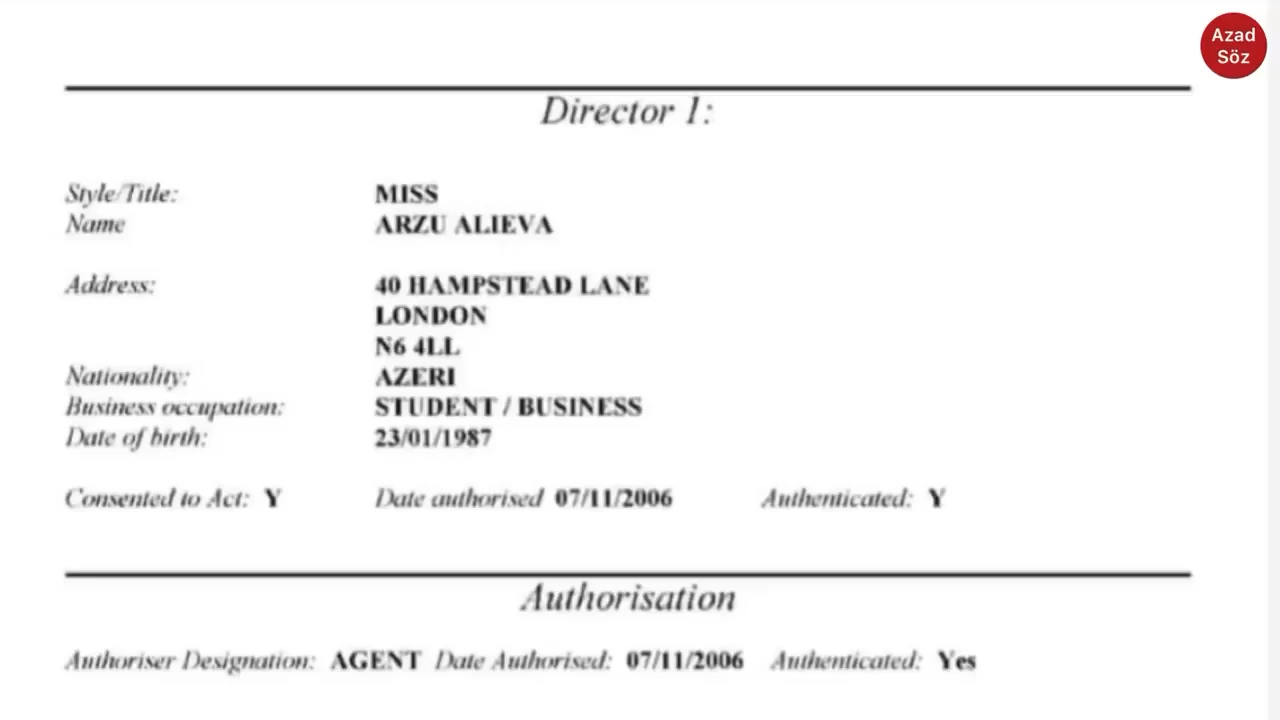 Azad
Söz
Director 1:
Style/Title: MISS
Name ARZU ALIEVA
Address: 40 HAMPSTEAD LANE
LONDON
N6 4LL
Nationality: AZERI
Business occupation: STUDENT / BUSINESS
Date of birth: 23/01/1987
Consented to Act: Y Date authorised 07/11/2006 Authenticated: Y
Authorisation
Authoriser Designation: AGENT Date Authorised: 07/11/2006 Authenticated: Yes